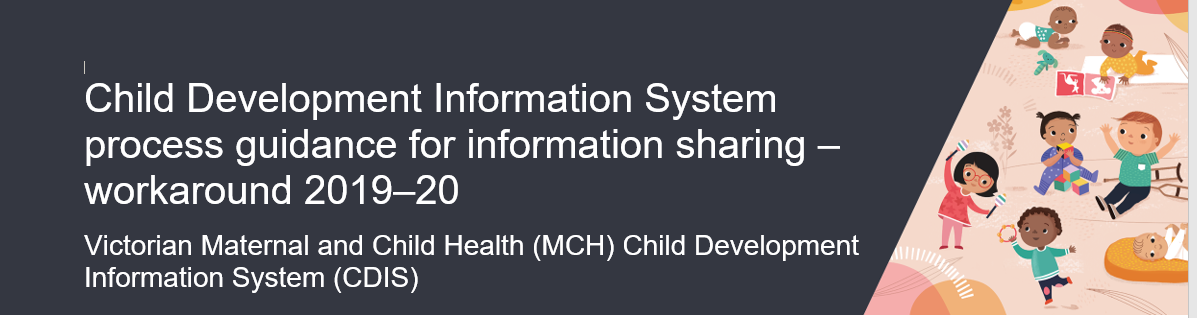 Child Development Information System
process guidance for information sharing –
workaround 2019–20
Victorian Maternal and Child Health (MCH) Child Development
Information System (CDIS)